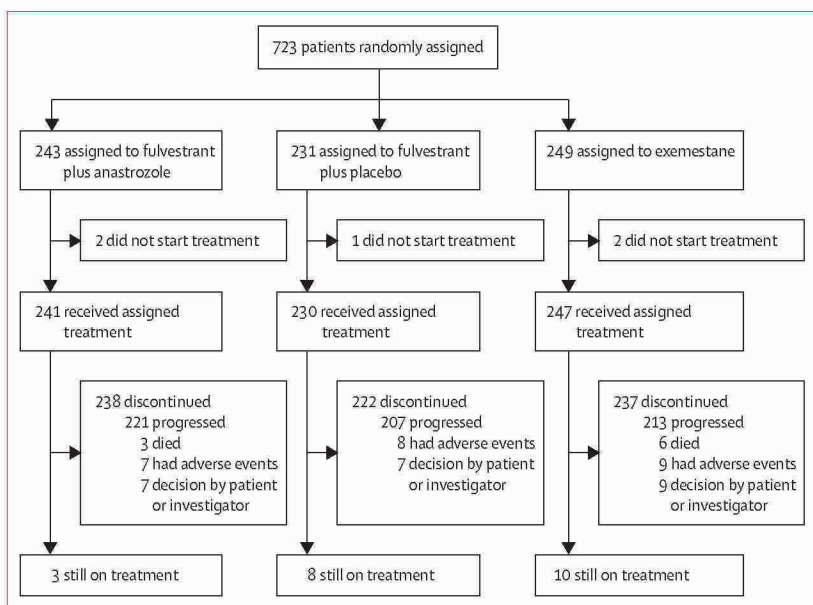 723 patients randomly assigned
243 assigned to fulvestrant
plus anastrozole
231 assigned to fulvestrant
plus placebo
249 assigned to exemestane
2 did not start treatment
1 did not start treatment
2 did not start treatment
241 received assigned
treatment
230 received assigned
treatment
247 received assigned
treatment
238 discontinued
221 progressed
3 died
7 had adverse events
7 decision by patient
or investigator
222 discontinued
207 progressed
8 had adverse events
7 decision by patient
or investigator
237 discontinued
213 progressed
6 died
9 had adverse events
9 decision by patient
or investigator
3 still on treatment
8 still on treatment
10 still on treatment